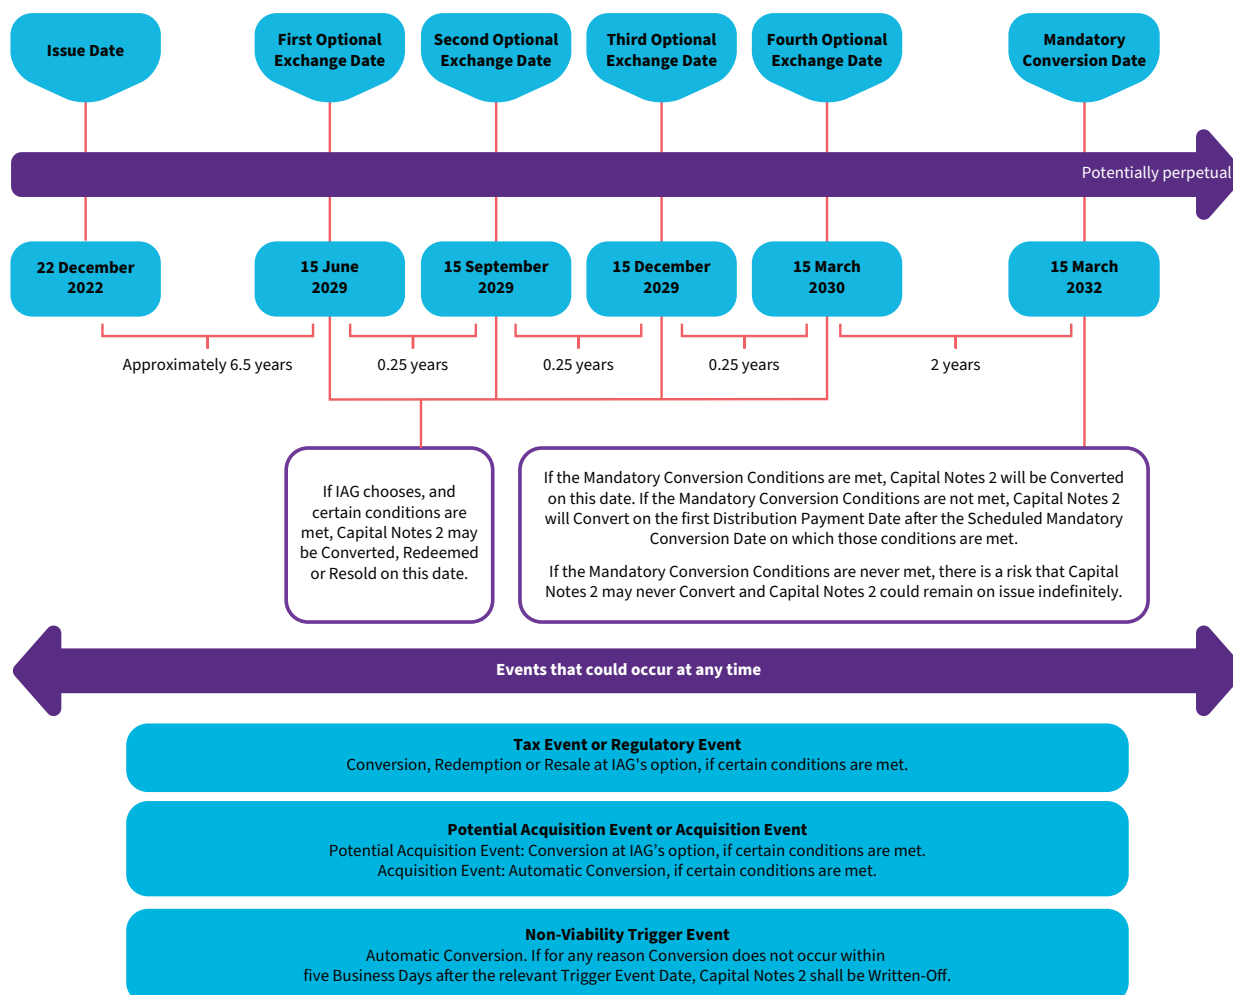 Issue Date
First Optional
Exchange Date
Second Optional
Exchange Date
Third Optional
Exchange Date
Fourth Optional
Exchange Date
Mandatory
Conversion Date
Potentially perpetual
22 December
2022
15 June
2029
15 September
2029
15 December
2029
15 March
2030
15 March
2032
Approximately 6.5 years
0.25 years
0.25 years
0.25 years
2 years
If IAG chooses, and
certain conditions are
met, Capital Notes 2 may
be Converted, Redeemed
or Resold on this date.
If the Mandatory Conversion Conditions are met, Capital Notes 2 will be Converted
on this date. If the Mandatory Conversion Conditions are not met, Capital Notes 2
will Convert on the first Distribution Payment Date after the Scheduled Mandatory
Conversion Date on which those conditions are met.
If the Mandatory Conversion Conditions are never met, there is a risk that Capital
Notes 2 may never Convert and Capital Notes 2 could remain on issue indefinitely.
Events that could occur at any time
Tax Event or Regulatory Event
Conversion, Redemption or Resale at IAG's option, if certain conditions are met.
Potential Acquisition Event or Acquisition Event
Potential Acquisition Event: Conversion at IAG’s option, if certain conditions are met.
Acquisition Event: Automatic Conversion, if certain conditions are met.
Non-Viability Trigger Event
Automatic Conversion. If for any reason Conversion does not occur within
five Business Days after the relevant Trigger Event Date, Capital Notes 2 shall be Written-Off.